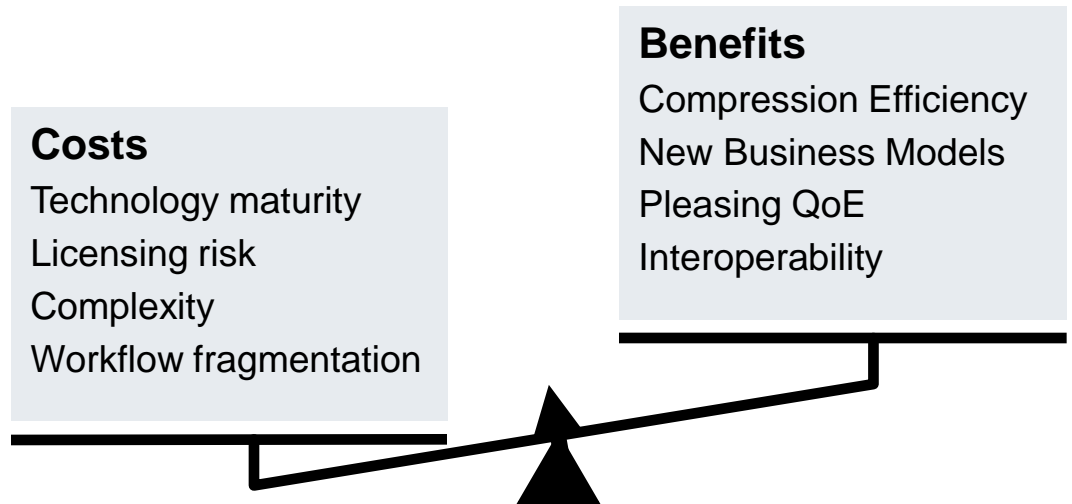 Costs
Technology maturity
Licensing risk
Complexity
Workflow fragmentation
Benefits
Compression Efficiency
New Business Models
Pleasing QoE
Interoperability